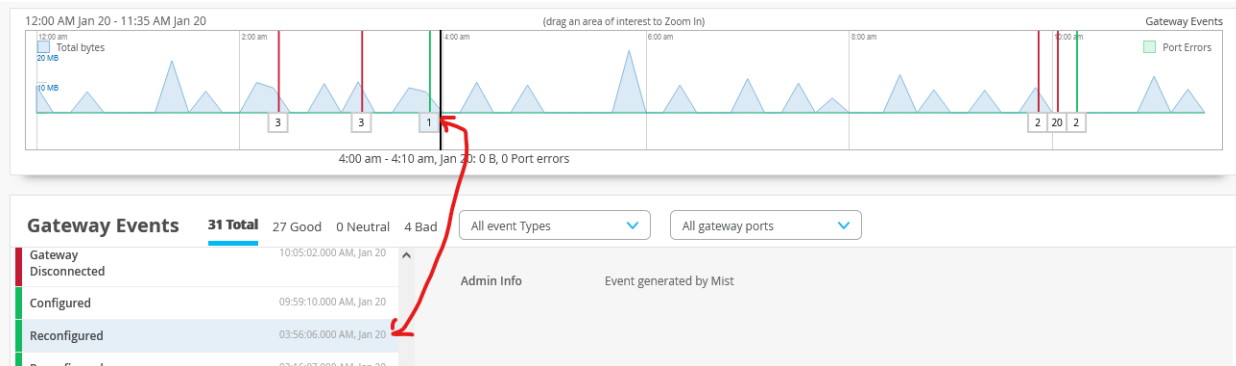 12:00 AM Jan 20 - 11:35 AM Jan 20 (drag an area of interest to Zoom In) Gateway Events
12:00 am 2:00 am 4:00 am 6:00 am 8:00 am 10:00 am
Total bytes Port Errors
20 MB
10 MB
3 3 1 2 20 2
4:00 am - 4:10 am, Jan 20: 0 B, 0 Port errors
Gateway Events 31 Total 27 Good 0 Neutral 4 Bad All event Types All gateway ports
Gateway Disconnected 10:05:02.000 AM, Jan 20
Admin Info Event generated by Mist
Configured 09:59:10.000 AM, Jan 20
Reconfigured 03:56:06.000 AM, Jan 20